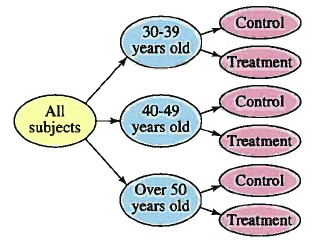 All
subjects
30-39
years old
Control
Treatment
40-49
years old
Control
Treatment
Over 50
years old
Control
Treatment